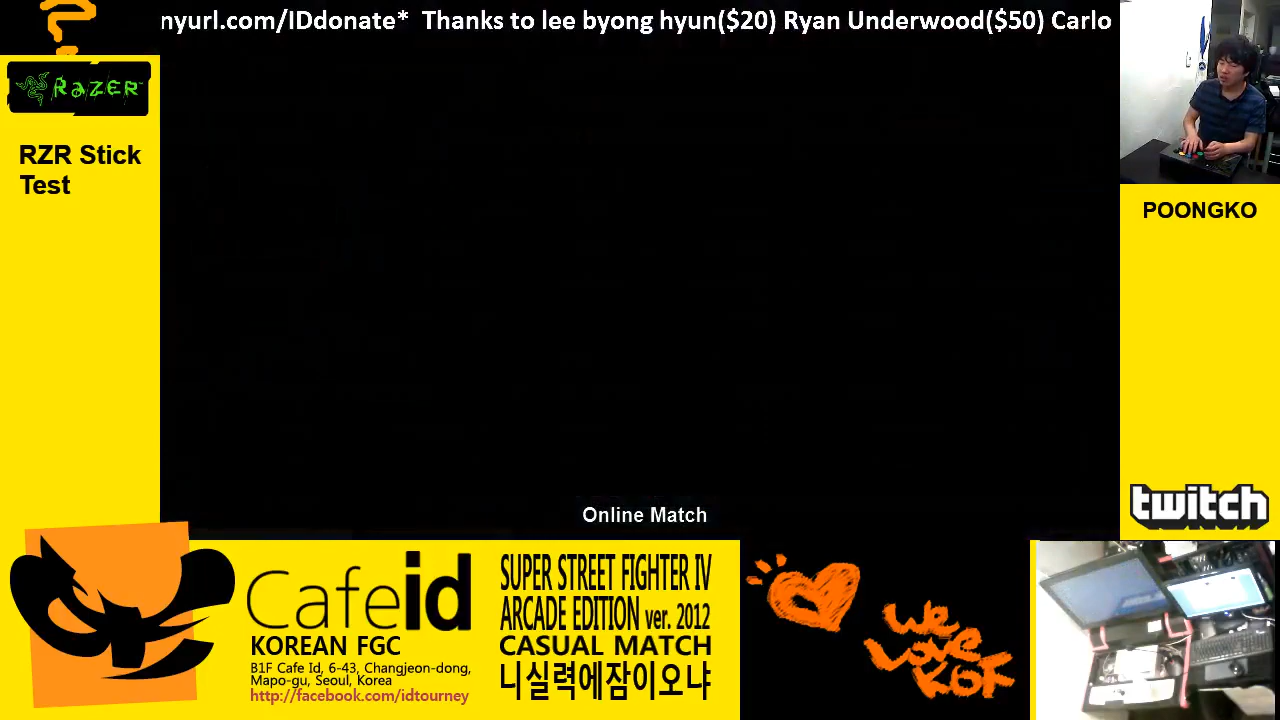 nyurl.com/IDdonate*  Thanks to lee byong hyun($20) Ryan Underwood($50) Carlo
RAZER
RZR Stick
Test
POONGKO
Online Match
twitch
Cafeid
KOREAN FGC
B1F Cafe Id, 6-43, Changjeon-dong,
Mapo-gu, Seoul, Korea
http://facebook.com/idtourney
SUPER STREET FIGHTER IV
ARCADE EDITION ver. 2012
CASUAL MATCH
니실력에잠이오냐
WEE
LOVE
KOF